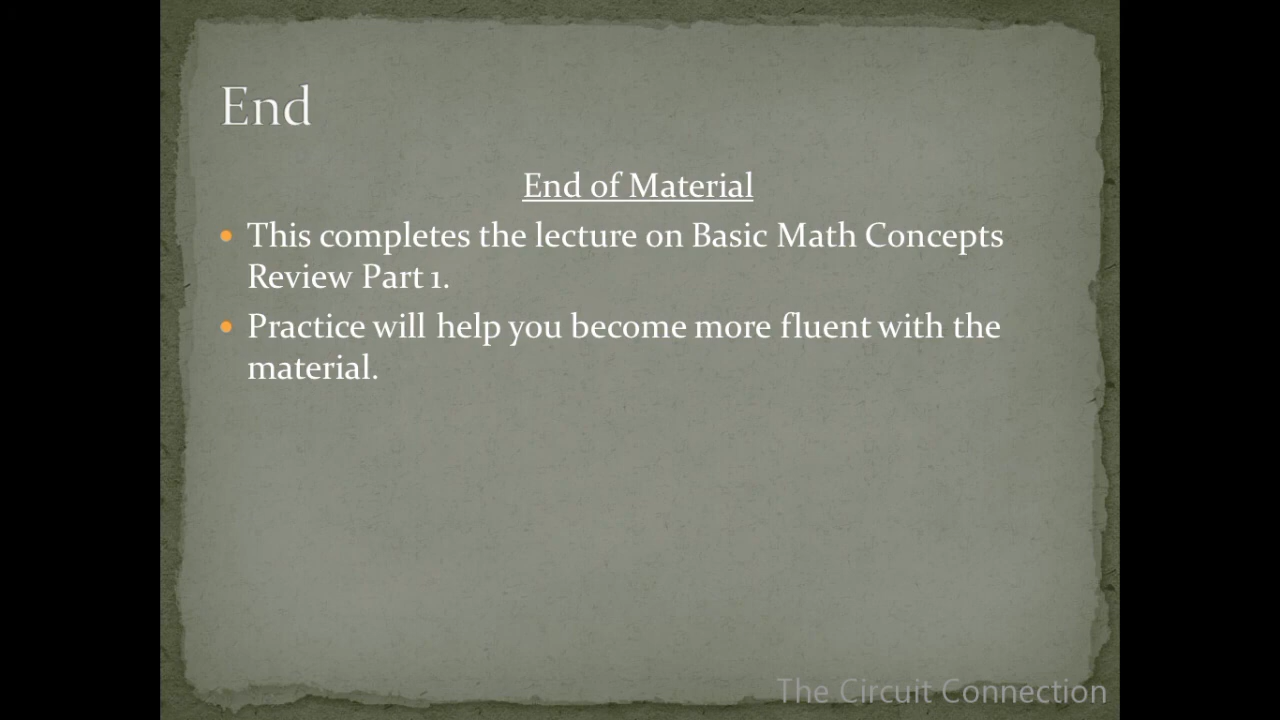 End
End of Material
• This completes the lecture on Basic Math Concepts
Review Part 1.
• Practice will help you become more fluent with the
material.
The Circuit Connection